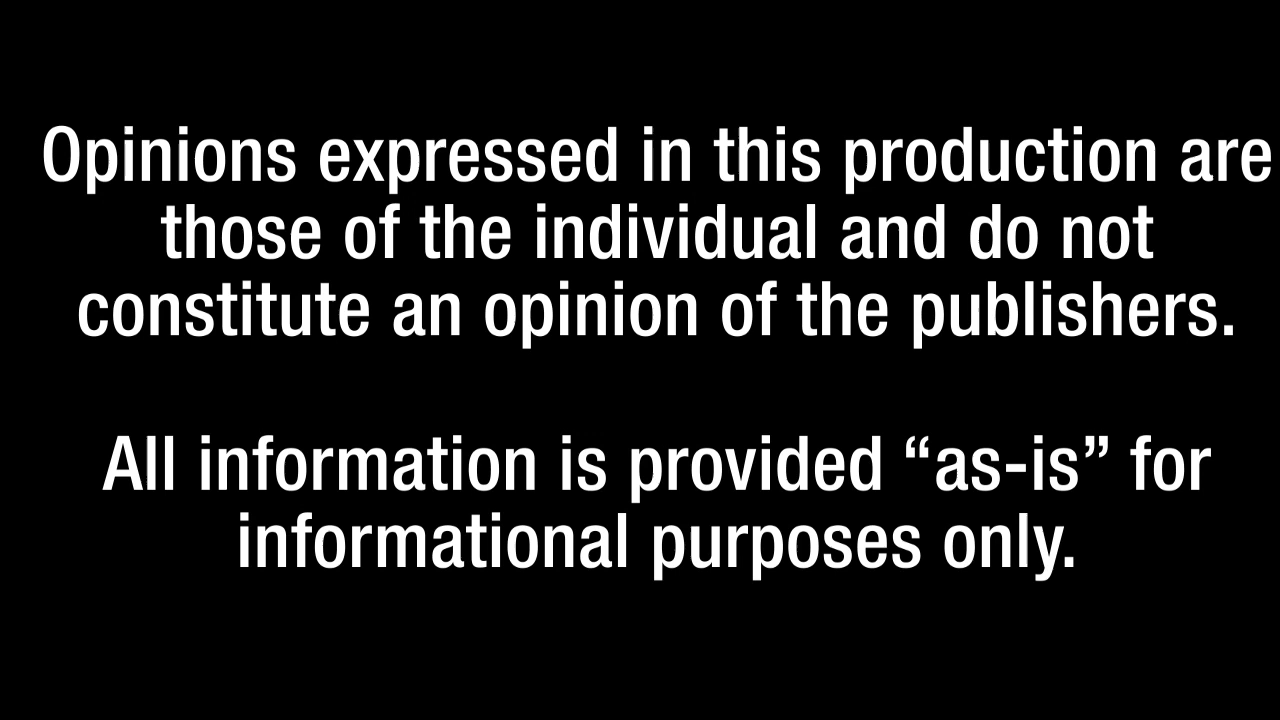 Opinions expressed in this production are
those of the individual and do not
constitute an opinion of the publishers.
All information is provided “as-is” for
informational purposes only.